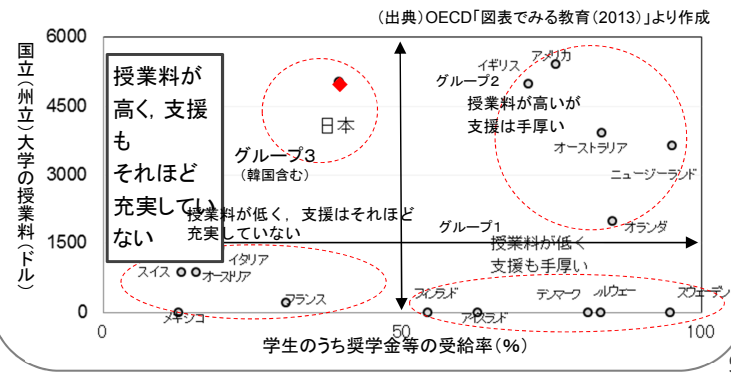 (出典)OECD「図表でみる教育(2013)」より作成
国立(州立)大学の授業料(ドル)
6000
4500
3000
1500
0
授業料が
高く,支援
も
それほど
充実してい
ない
日本
グループ3
(韓国含む)
イギリス
アメリカ
グループ2
授業料が高いが
支援は手厚い
オーストラリア
ニュージーランド
オランダ
授業料が低く,支援はそれほど
充実していない
グループ1
授業料が低く
支援も手厚い
イタリア
スイス
オーストリア
フランス
メキシコ
フィンランド
アイスランド
デンマーク
ノルウェー
スウェーデン
0
50
100
学生のうち奨学金等の受給率(%)